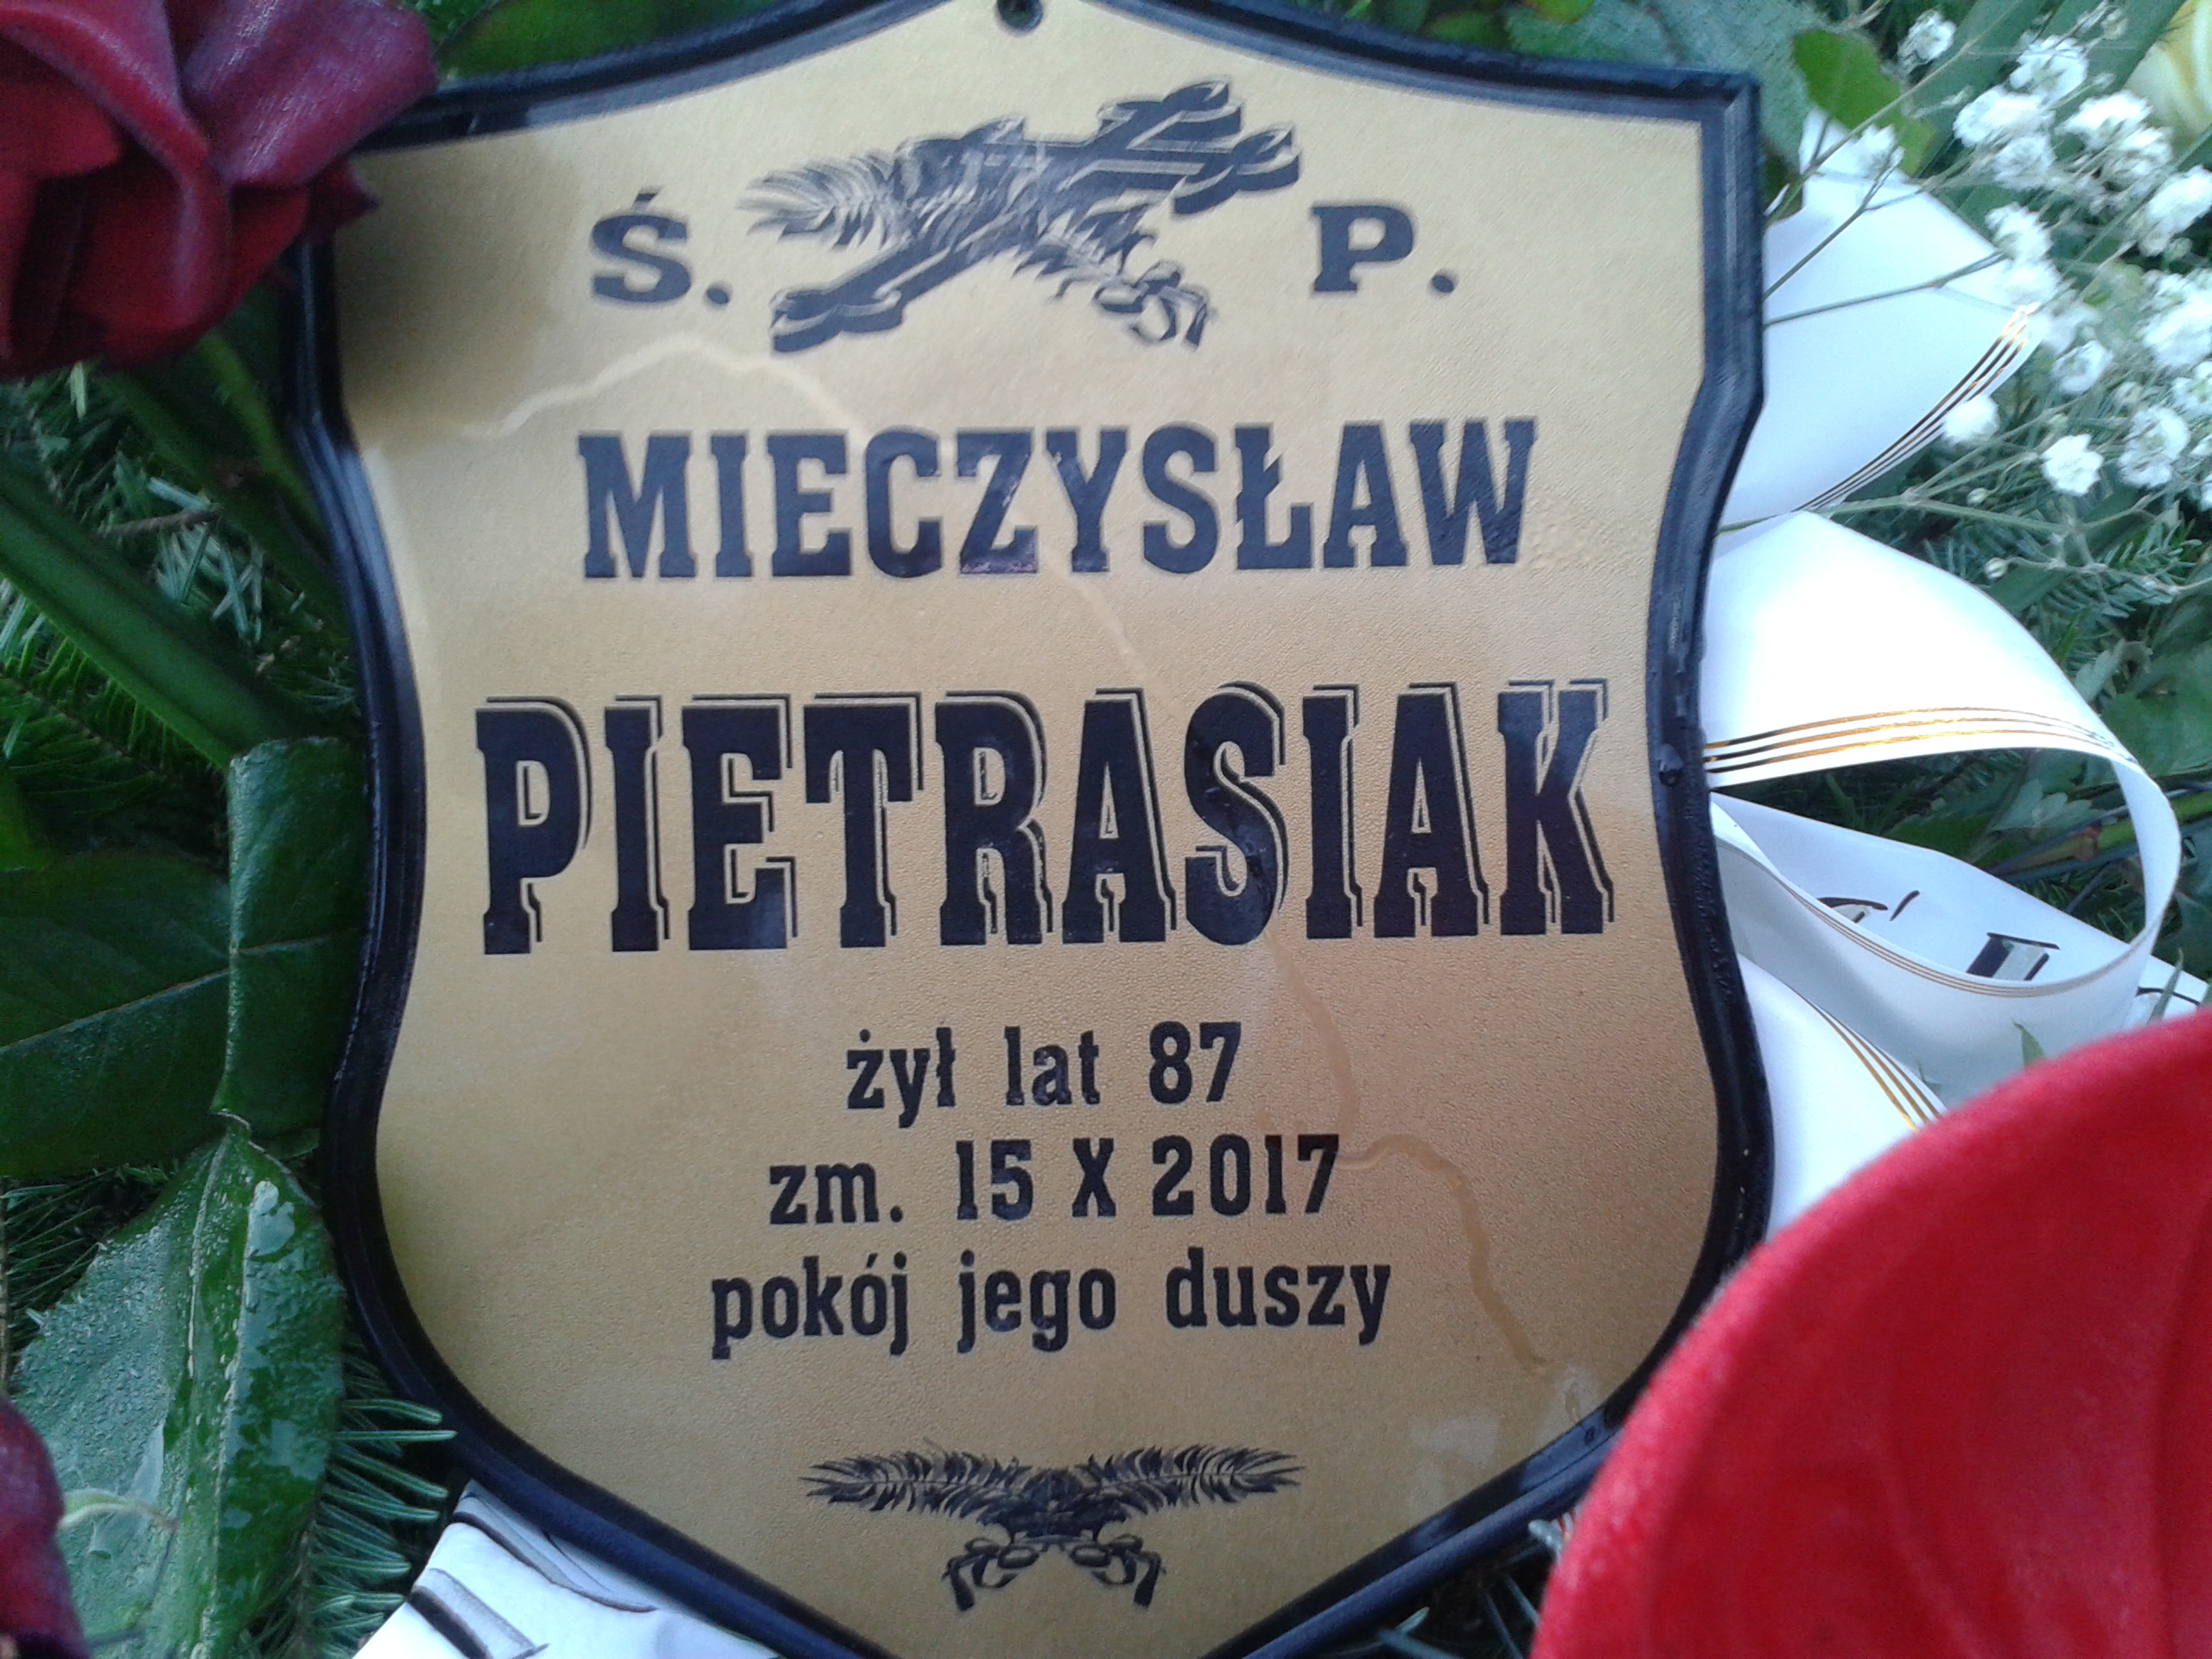 Ś. P.
MIECZYSŁAW
PIETRASIAK
żył lat 87
zm. 15 X 2017
pokój jego duszy